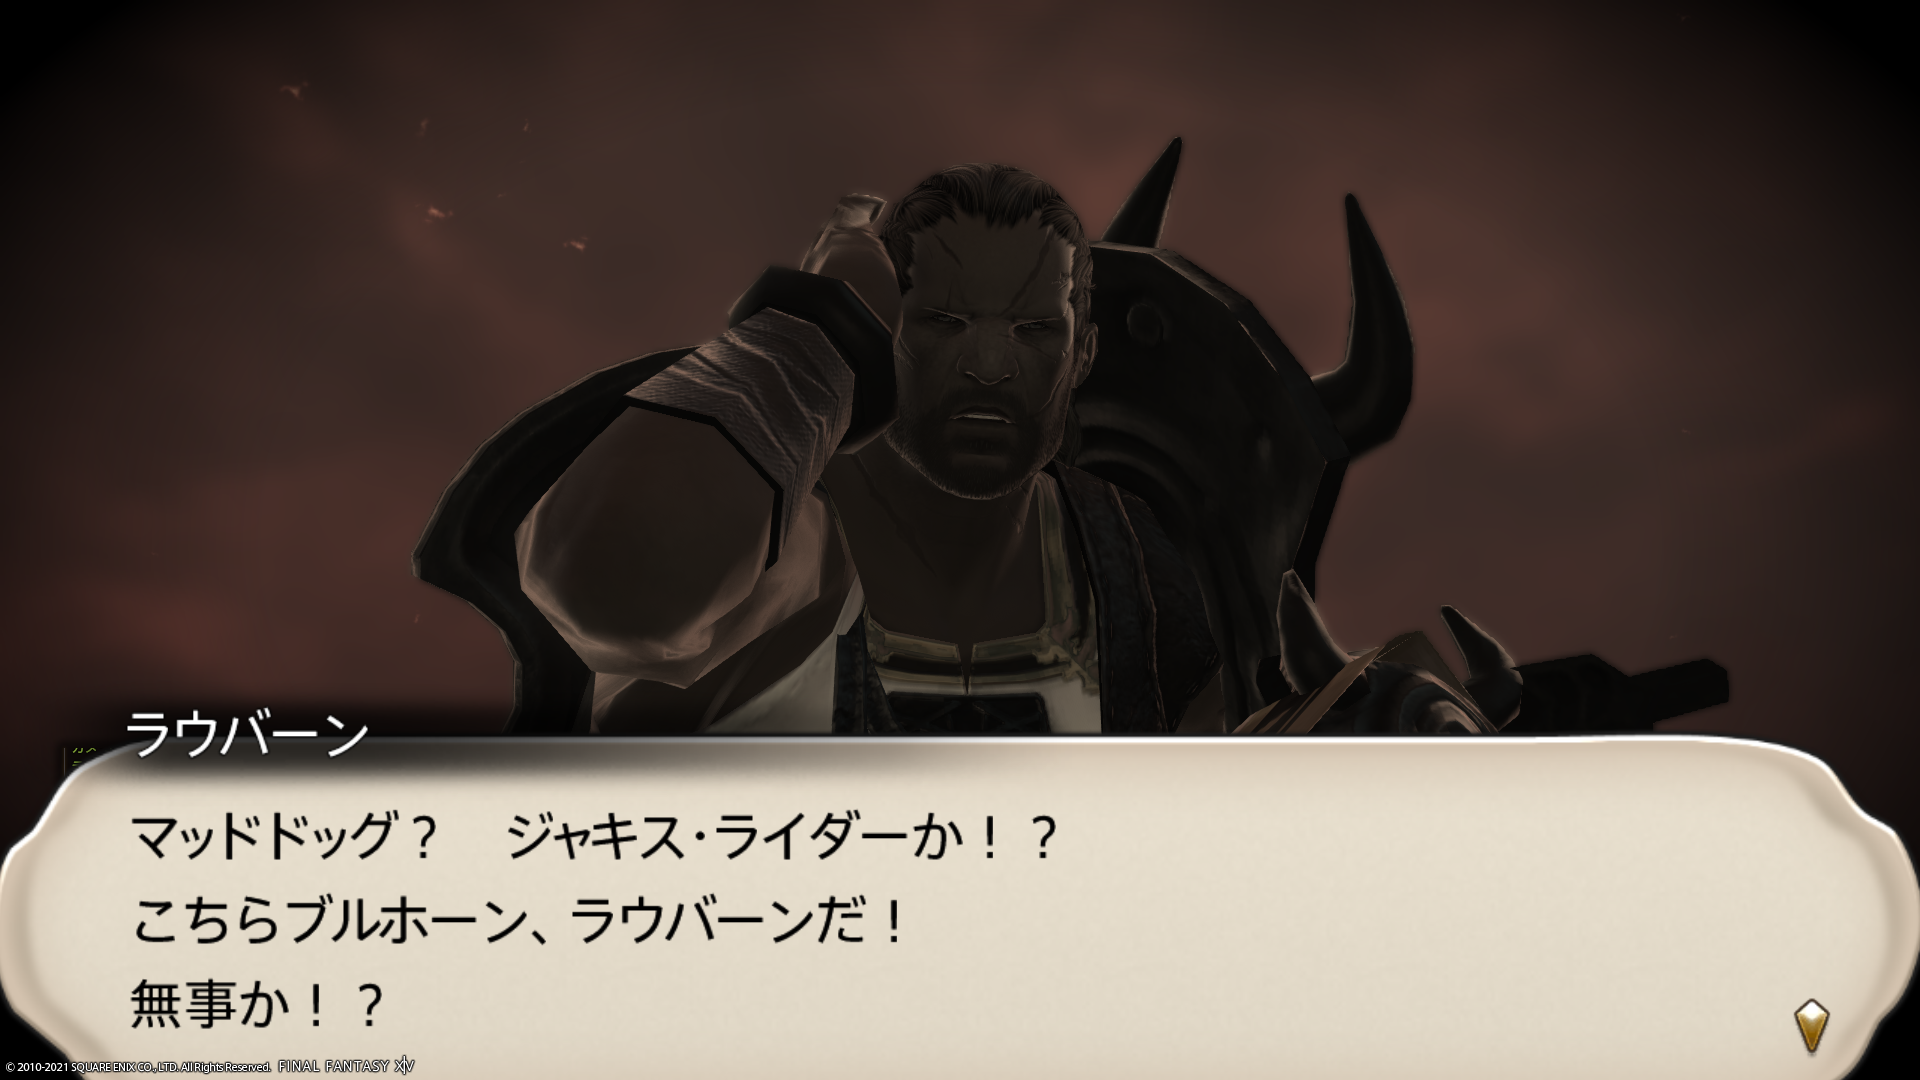 ラウバーン
マッドドッグ？　ジャキス・ライダーか！？
こちらブルホーン、ラウバーンだ！
無事か！？
© 2010-2021 SQUARE ENIX CO., LTD. All Rights Reserved. FINAL FANTASY XIV